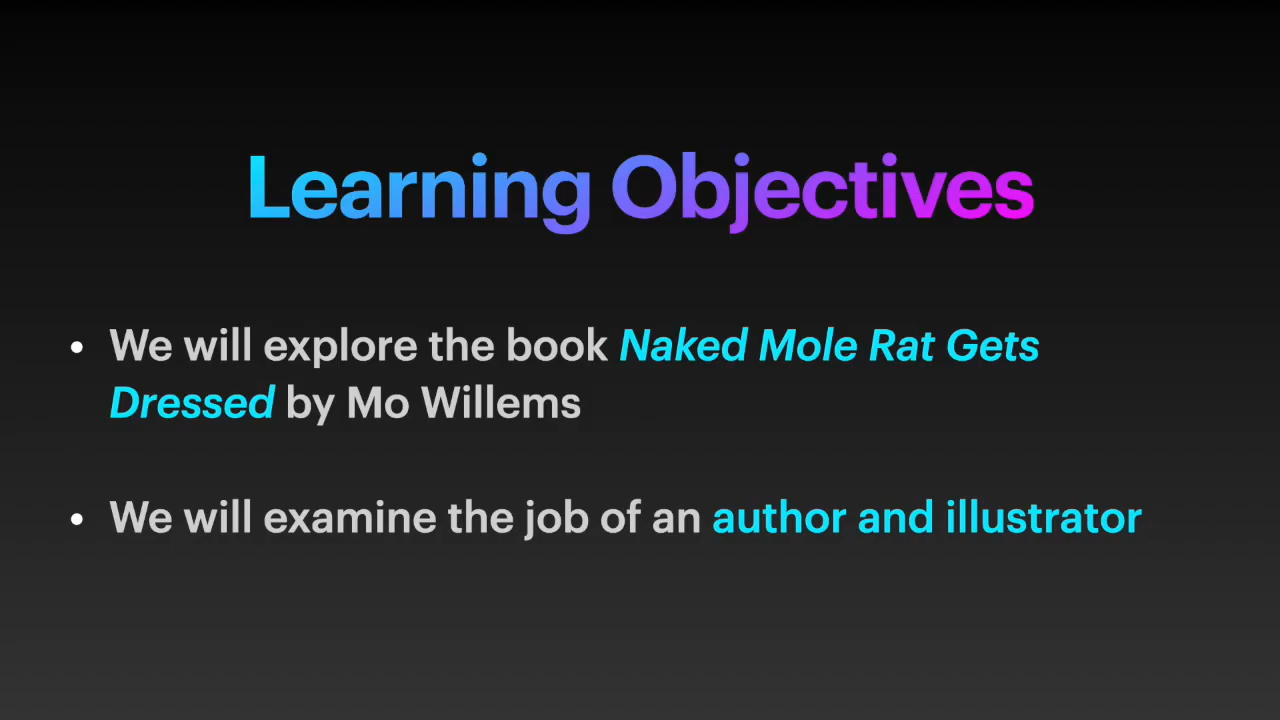 Learning Objectives
• We will explore the book Naked Mole Rat Gets
Dressed by Mo Willems
• We will examine the job of an author and illustrator